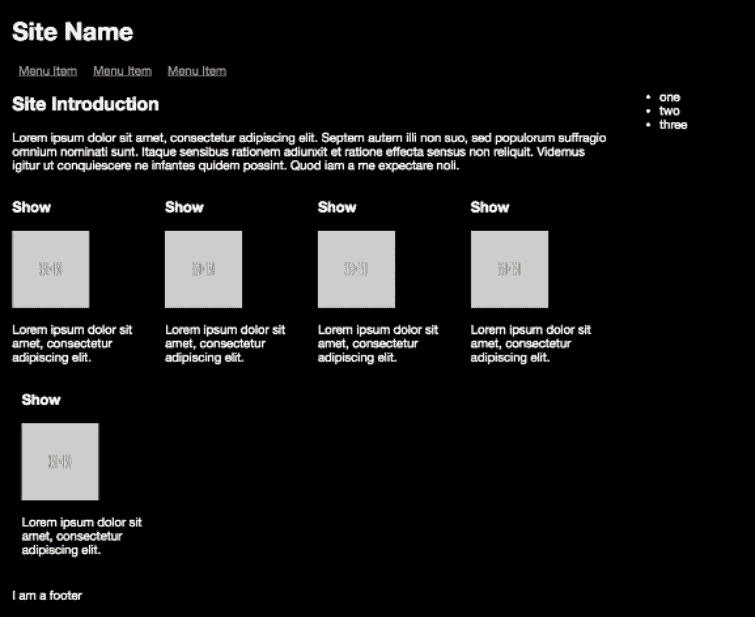 Site Name
Menu Item Menu Item Menu Item
Site Introduction
Lorem ipsum dolor sit amet, consectetur adipiscing elit. Septem autem illi non suo, sed populorum suffragio
omnium nominati sunt. Itaque sensibus rationem adiunxit et ratione effecta sensus non reliquit. Videmus
igitur ut conquiescere ne infantes quidem possint. Quod iam a me expectare noli.
one
two
three
Show Show Show Show
Lorem ipsum dolor sit
amet, consectetur
adipiscing elit.
Lorem ipsum dolor sit
amet, consectetur
adipiscing elit.
Lorem ipsum dolor sit
amet, consectetur
adipiscing elit.
Lorem ipsum dolor sit
amet, consectetur
adipiscing elit.
Show
Lorem ipsum dolor sit
amet, consectetur
adipiscing elit.
I am a footer